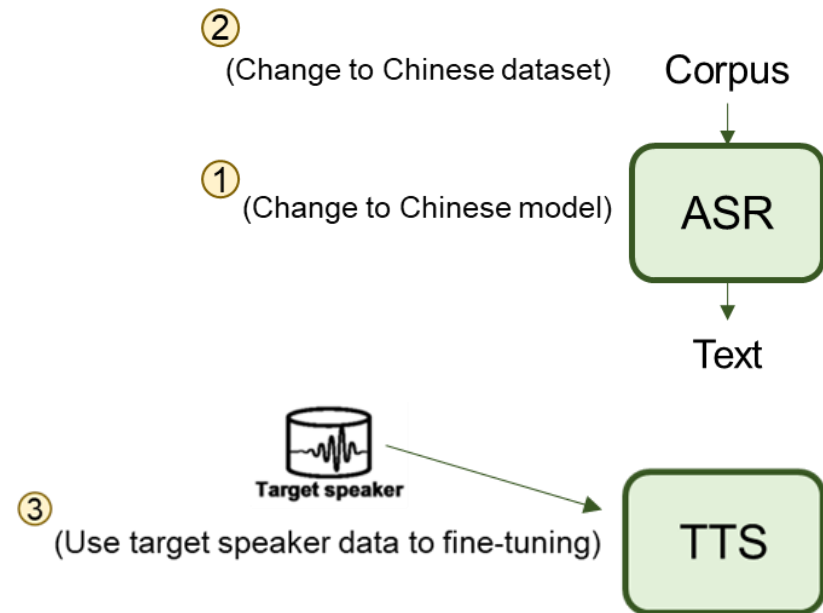 ②
(Change to Chinese dataset)
Corpus
①
(Change to Chinese model)
ASR
Text
Target speaker
③
(Use target speaker data to fine-tuning)
TTS